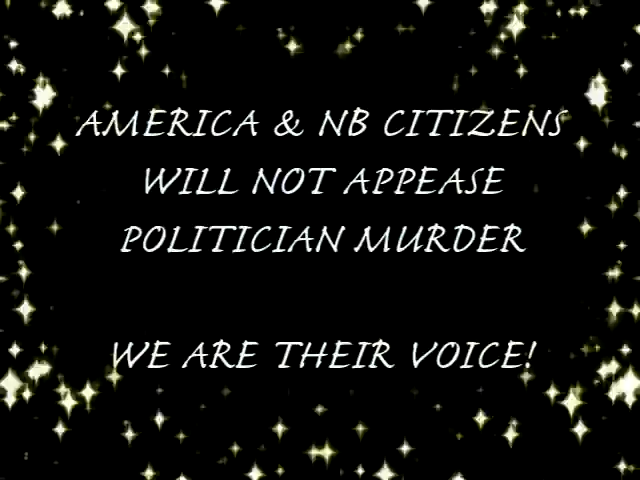 AMERICA & NB CITIZENS
WILL NOT APPEASE
POLITICIAN MURDER
WE ARE THEIR VOICE!